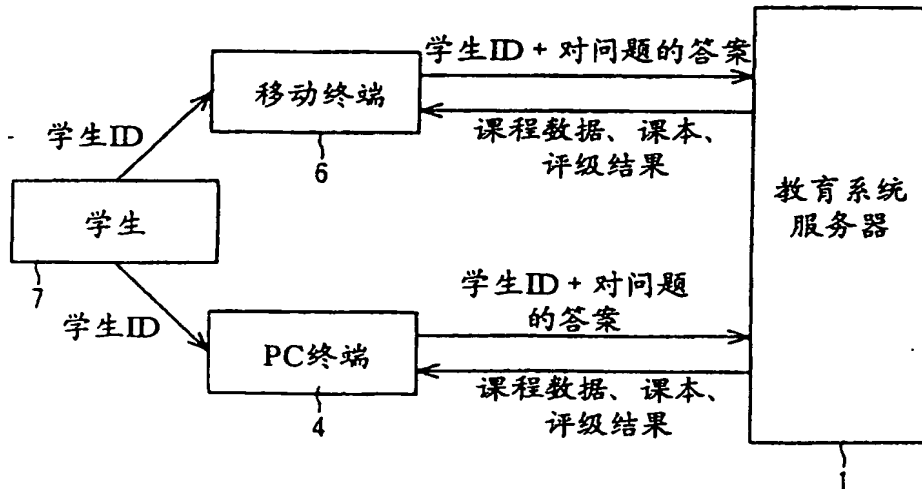 学生ID + 对问题的答案
移动终端
课程数据、课本、
评级结果
6
学生ID
教育系统
服务器
学生
7
学生ID + 对问题
的答案
学生ID
PC终端
课程数据、课本、
评级结果
4
1